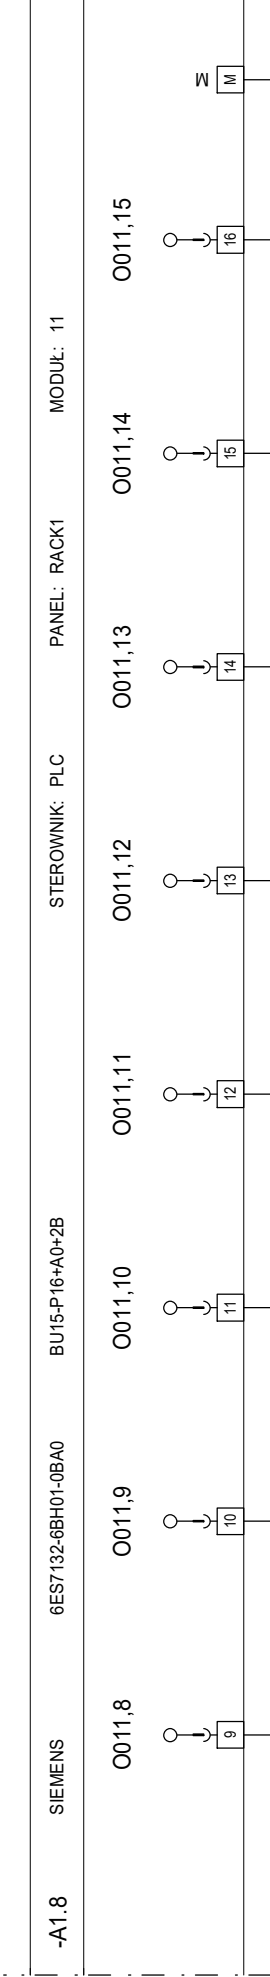 -A1.8 SIEMENS 6ES7132-6BH01-0BA0 BU15-P16+A0+2B STEROWNIK: PLC PANEL: RACK1 MODUŁ: 11
O011,8 O011,9 O011,10 O011,11 O011,12 O011,13 O011,14 O011,15
M
9 10 11 12 13 14 15 16 M